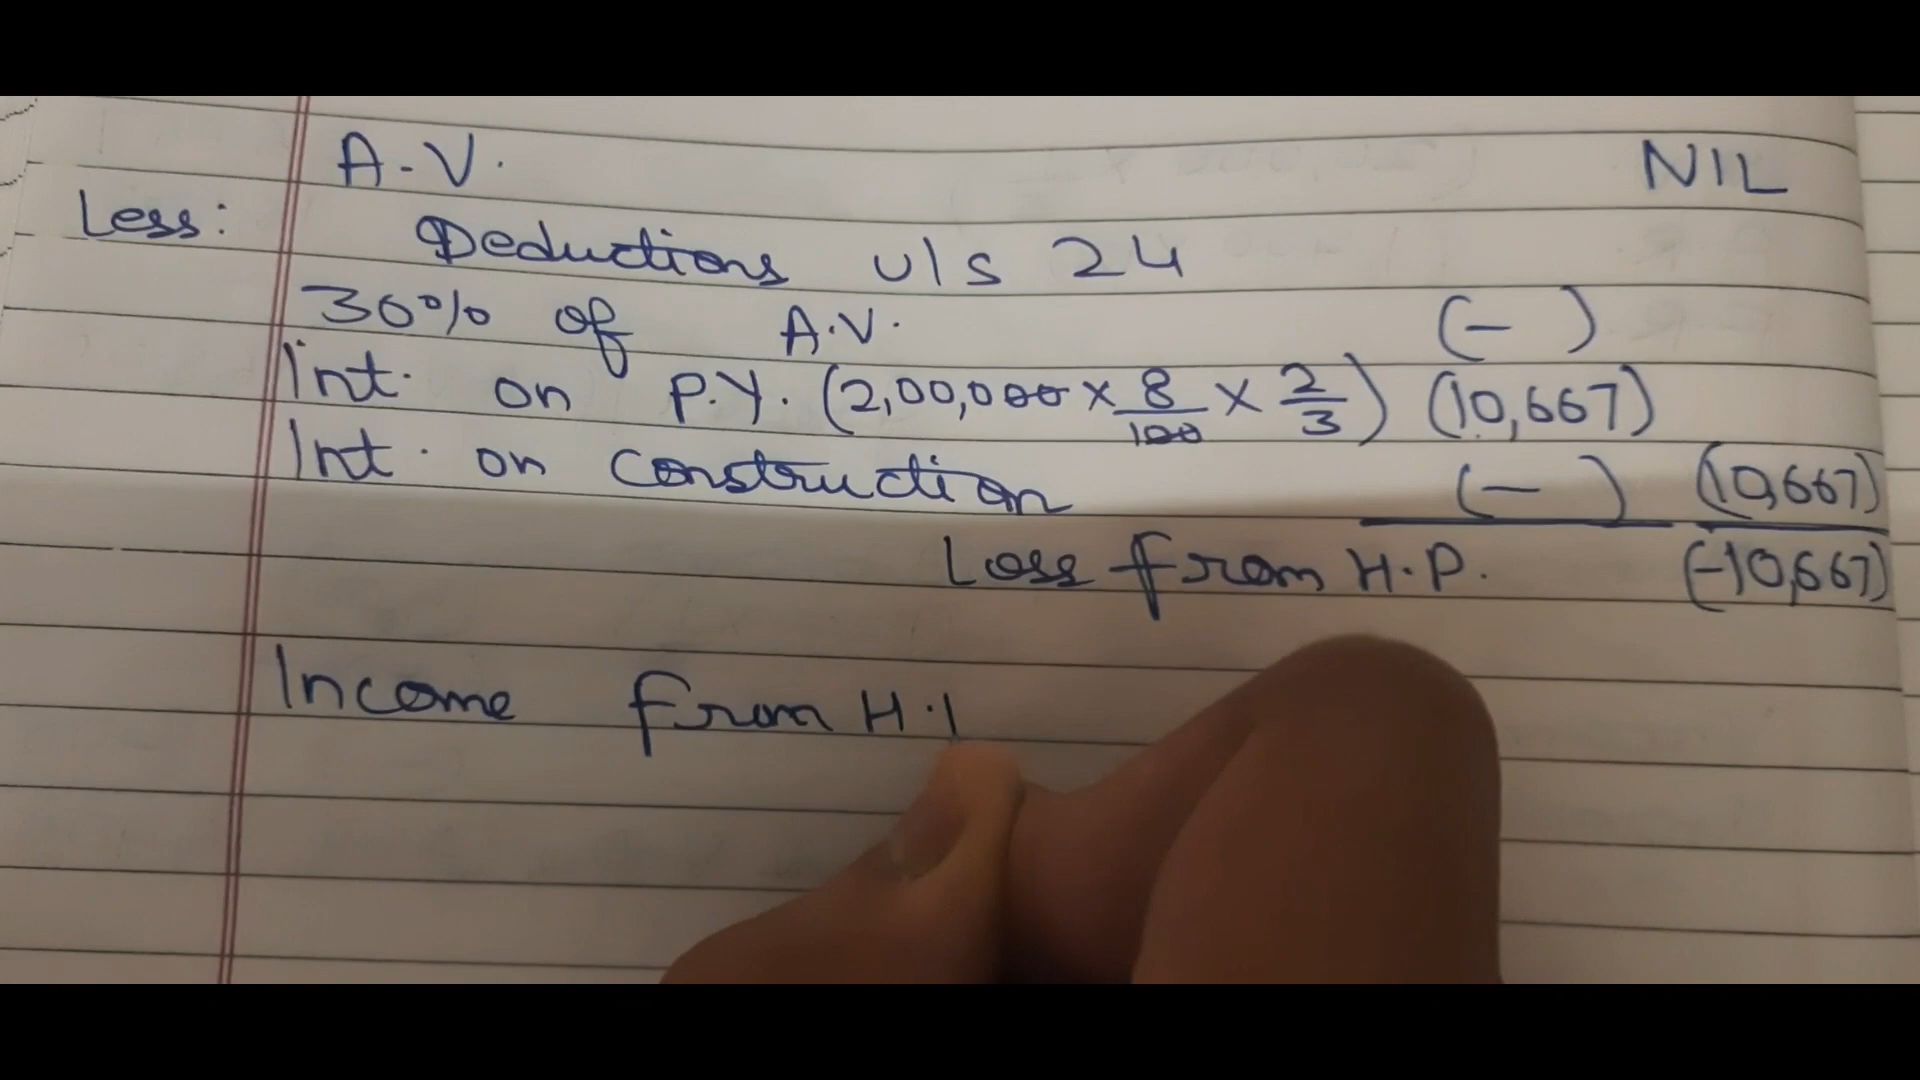 A.V. NIL
Less: Deductions u/s 24
30% of A.V. (-)
Int. on P.Y. (2,00,000 × 8/100 × 2/3) (10,667)
Int. on Construction (-) (10,667)
Loss from H.P. (-10,667)
Income from H.